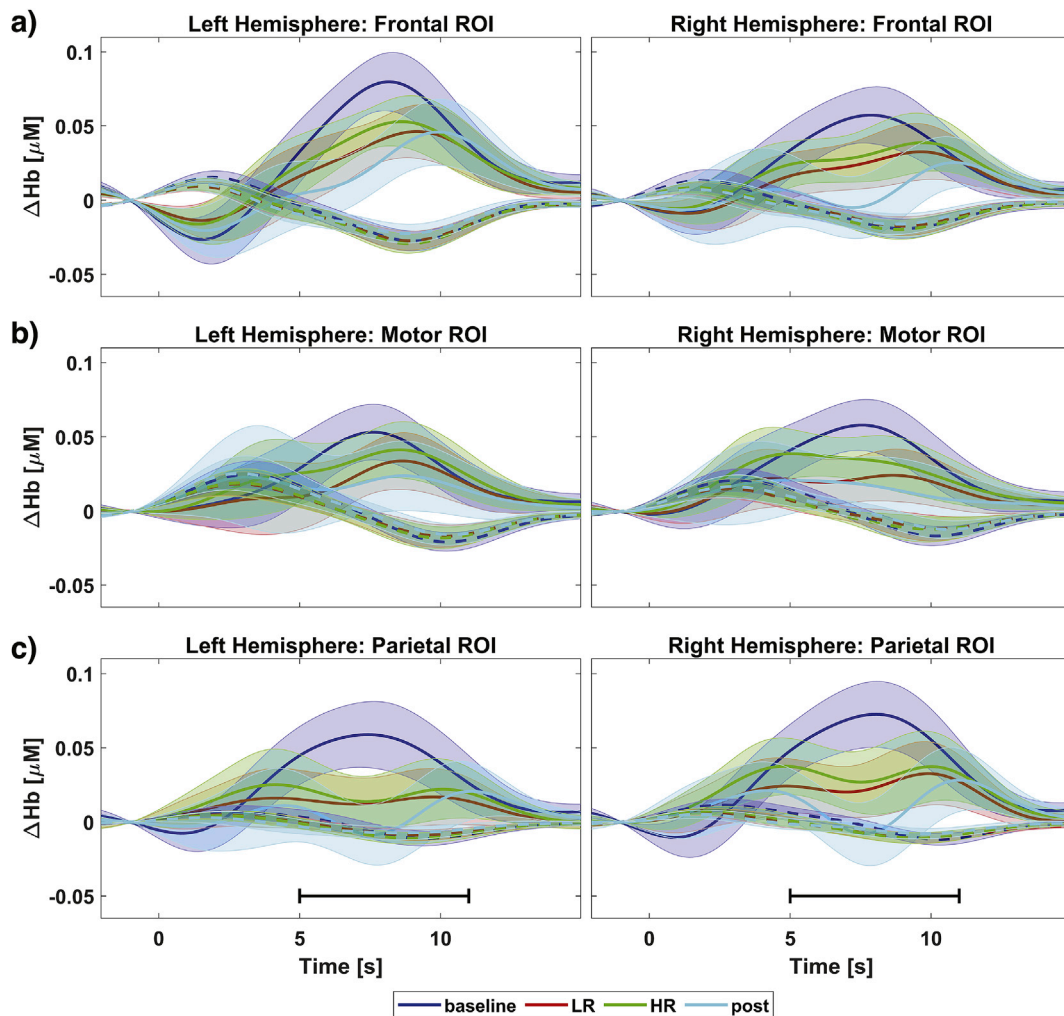 a)
Left Hemisphere: Frontal ROI
Right Hemisphere: Frontal ROI
ΔHb [μM]
0.1
0.05
0
-0.05
b)
Left Hemisphere: Motor ROI
Right Hemisphere: Motor ROI
ΔHb [μM]
0.1
0.05
0
-0.05
c)
Left Hemisphere: Parietal ROI
Right Hemisphere: Parietal ROI
ΔHb [μM]
0.1
0.05
0
-0.05
0 5 10
0 5 10
Time [s]
Time [s]
baseline LR HR post